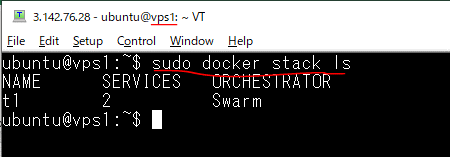 3.142.76.28 - ubuntu@vps1: ~ VT
File Edit Setup Control Window Help
ubuntu@vps1:~$ sudo docker stack ls
NAME SERVICES ORCHESTRATOR
t1 2 Swarm
ubuntu@vps1:~$